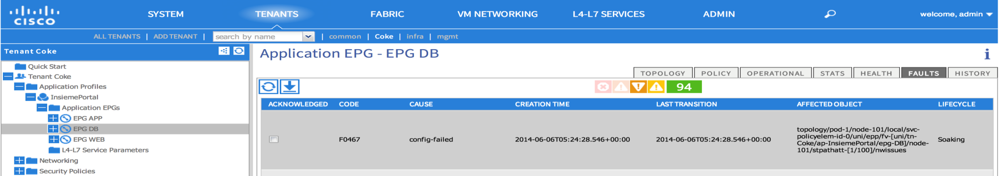 SYSTEM TENANTS FABRIC VM NETWORKING L4-L7 SERVICES ADMIN welcome, admin
CISCO
ALL TENANTS | ADD TENANT | search by name | common | Coke | infra | mgmt
Tenant Coke
Quick Start
Tenant Coke
Application Profiles
InsiemePortal
Application EPGs
EPG APP
EPG DB
EPG WEB
L4-L7 Service Parameters
Networking
Security Policies
Application EPG - EPG DB
i
TOPOLOGY POLICY OPERATIONAL STATS HEALTH FAULTS HISTORY
94
ACKNOWLEDGED CODE CAUSE CREATION TIME LAST TRANSITION AFFECTED OBJECT LIFECYCLE
F0467 config-failed 2014-06-06T05:24:28.546+00:00 2014-06-06T05:24:28.546+00:00
topology/pod-1/node-101/local/svc-
policyelem-id-0/uni/epp/fv-[uni/tn-
Coke/ap-InsiemePortal/epg-DB]/node-
101/stpathatt-[1/100]/nwissues
Soaking